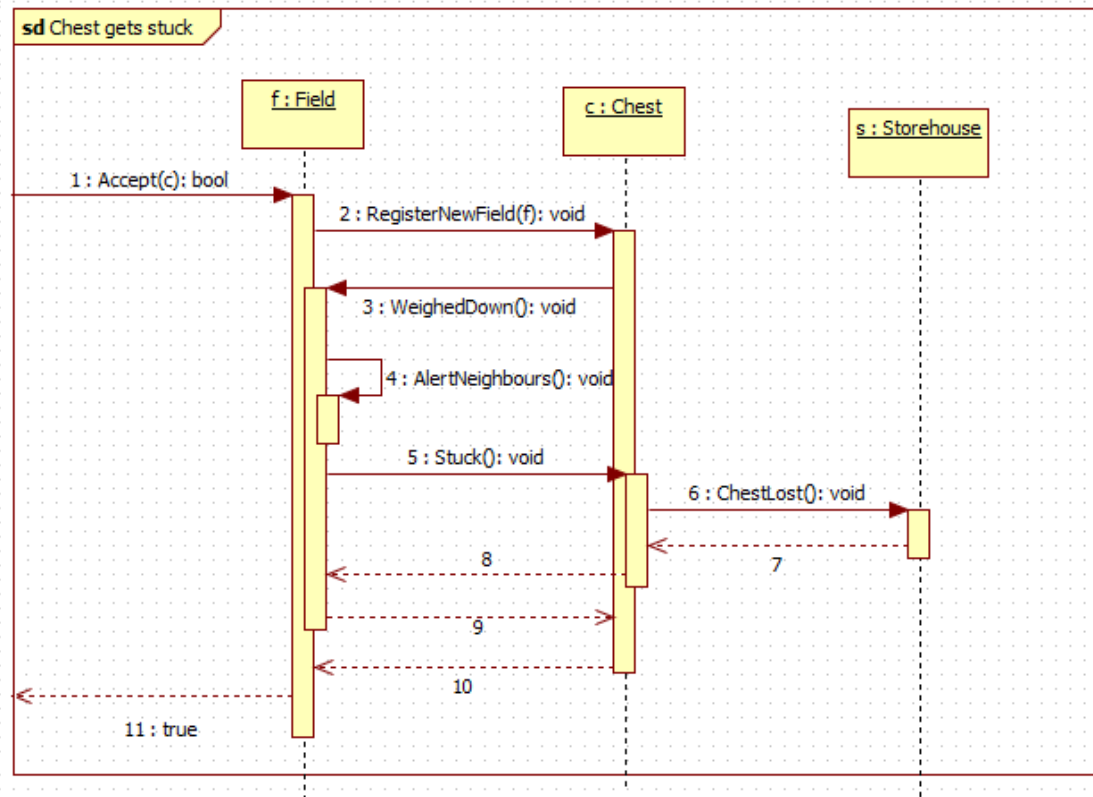 sd Chest gets stuck
f : Field
c : Chest
s : Storehouse
1 : Accept(c): bool
2 : RegisterNewField(f): void
3 : WeighedDown(): void
4 : AlertNeighbours(): void
5 : Stuck(): void
6 : ChestLost(): void
7
8
9
10
11 : true